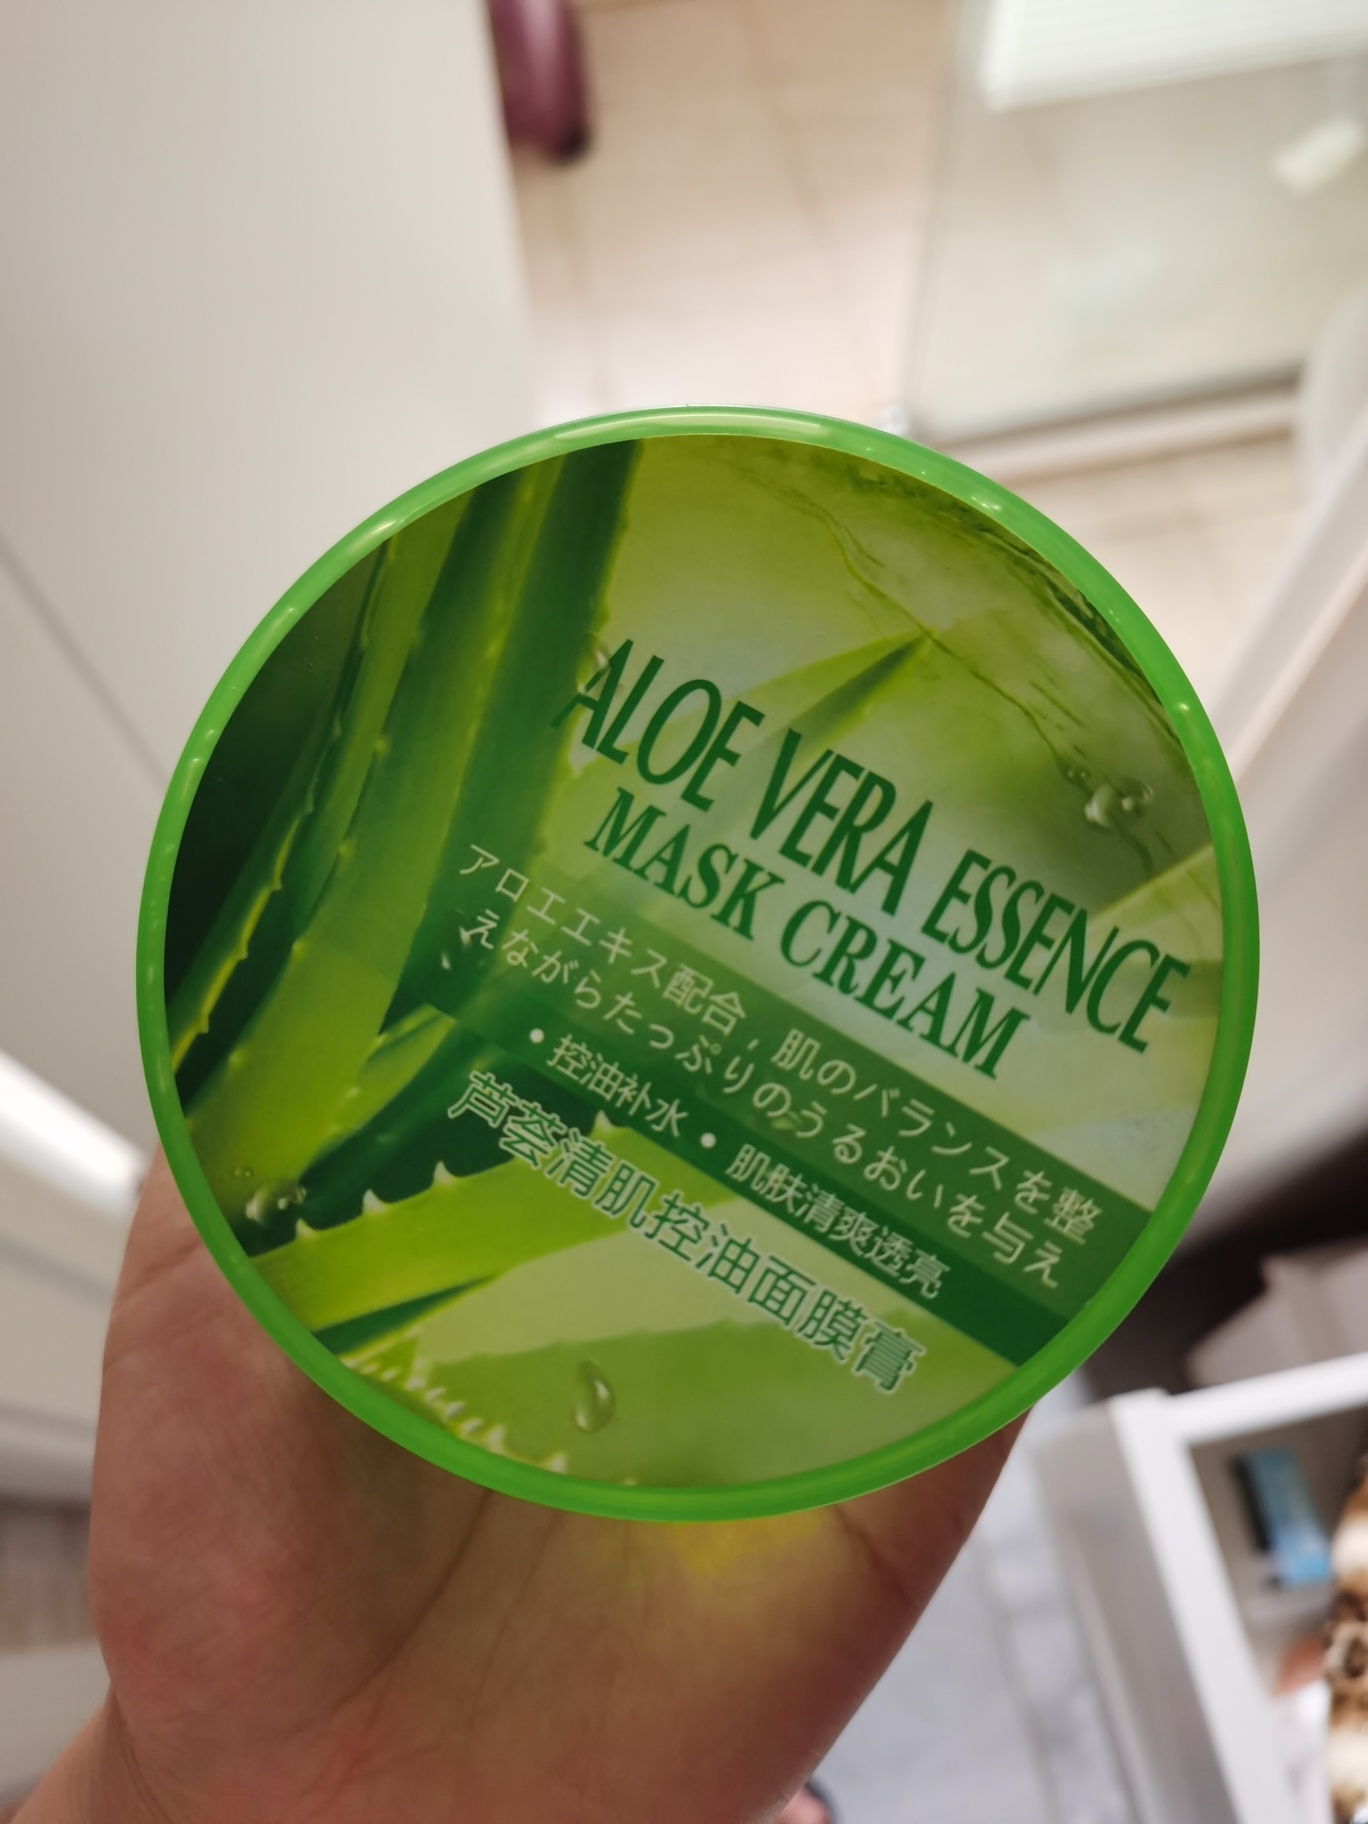 ALOE VERA ESSENCE
MASK CREAM
アロエエキス配合，肌のバランスを整
えながらたっぷりのうるおいを与え
•控油补水 •肌肤清爽透亮
芦荟清肌控油面膜膏